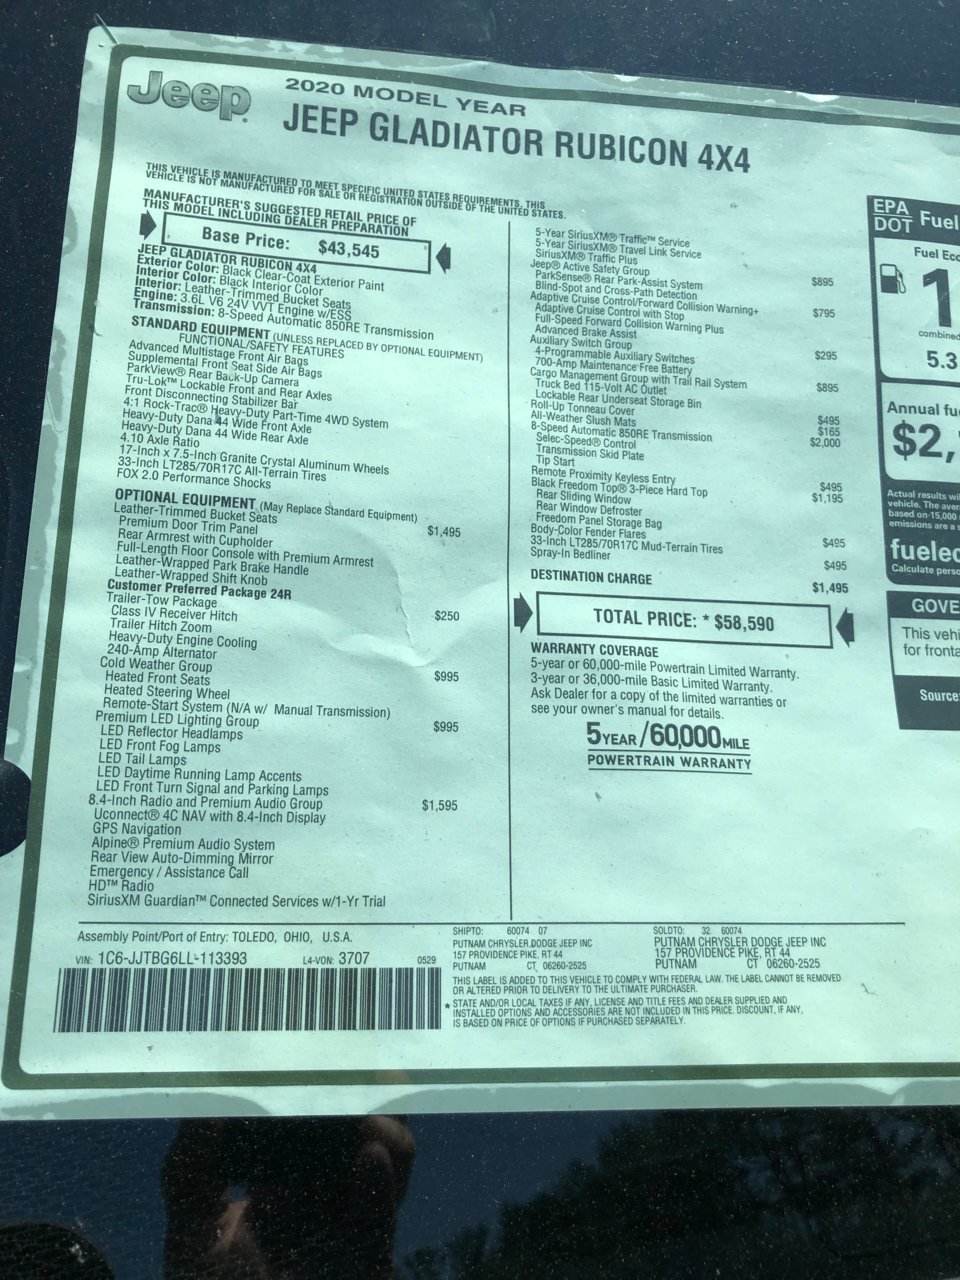 Jeep
2020 MODEL YEAR
JEEP GLADIATOR RUBICON 4X4
THIS VEHICLE IS MANUFACTURED TO MEET SPECIFIC UNITED STATES REQUIREMENTS. THIS
VEHICLE IS NOT MANUFACTURED FOR SALE OR REGISTRATION OUTSIDE OF THE UNITED STATES.
MANUFACTURER'S SUGGESTED RETAIL PRICE OF
THIS MODEL INCLUDING DEALER PREPARATION
Base Price: $43,545
JEEP GLADIATOR RUBICON 4X4
Exterior Color: Black Clear-Coat Exterior Paint
Interior Color: Black Interior Color
Interior: Leather-Trimmed Bucket Seats
Engine: 3.6L V6 24V VVT Engine w/ESS
Transmission: 8-Speed Automatic 850RE Transmission
STANDARD EQUIPMENT (UNLESS REPLACED BY OPTIONAL EQUIPMENT)
FUNCTIONAL/SAFETY FEATURES
Advanced Multistage Front Air Bags
Supplemental Front Seat Side Air Bags
ParkView® Rear Back-Up Camera
Tru-Lok™ Lockable Front and Rear Axles
Front Disconnecting Stabilizer Bar
4:1 Rock-Trac® Heavy-Duty Part-Time 4WD System
Heavy-Duty Dana 44 Wide Front Axle
Heavy-Duty Dana 44 Wide Rear Axle
4.10 Axle Ratio
17-Inch x 7.5-Inch Granite Crystal Aluminum Wheels
33-Inch LT285/70R17C All-Terrain Tires
FOX 2.0 Performance Shocks
OPTIONAL EQUIPMENT (May Replace Standard Equipment)
Leather-Trimmed Bucket Seats $1,495
Premium Door Trim Panel
Rear Armrest with Cupholder
Full-Length Floor Console with Premium Armrest
Leather-Wrapped Park Brake Handle
Leather-Wrapped Shift Knob
Customer Preferred Package 24R
Trailer-Tow Package $250
Class IV Receiver Hitch
Trailer Hitch Zoom
Heavy-Duty Engine Cooling
240-Amp Alternator
Cold Weather Group $995
Heated Front Seats
Heated Steering Wheel
Remote-Start System (N/A w/ Manual Transmission)
Premium LED Lighting Group $995
LED Reflector Headlamps
LED Front Fog Lamps
LED Tail Lamps
LED Daytime Running Lamp Accents
LED Front Turn Signal and Parking Lamps
8.4-Inch Radio and Premium Audio Group $1,595
Uconnect® 4C NAV with 8.4-Inch Display
GPS Navigation
Alpine® Premium Audio System
Rear View Auto-Dimming Mirror
Emergency / Assistance Call
HD™ Radio
SiriusXM Guardian™ Connected Services w/1-Yr Trial
5-Year SiriusXM® Traffic™ Service
5-Year SiriusXM® Travel Link Service
SiriusXM® Traffic Plus
Jeep® Active Safety Group $895
ParkSense® Rear Park-Assist System
Blind-Spot and Cross-Path Detection
Adaptive Cruise Control/Forward Collision Warning+ $795
Adaptive Cruise Control with Stop
Full-Speed Forward Collision Warning Plus
Advanced Brake Assist
Auxiliary Switch Group $295
4-Programmable Auxiliary Switches
700-Amp Maintenance Free Battery
Cargo Management Group with Trail Rail System $895
Truck Bed 115-Volt AC Outlet
Lockable Rear Underseat Storage Bin
Roll-Up Tonneau Cover $495
All-Weather Slush Mats $165
8-Speed Automatic 850RE Transmission $2,000
Selec-Speed® Control
Transmission Skid Plate
Tip Start
Remote Proximity Keyless Entry $495
Black Freedom Top® 3-Piece Hard Top $1,195
Rear Sliding Window
Rear Window Defroster
Freedom Panel Storage Bag
Body-Color Fender Flares $495
33-Inch LT285/70R17C Mud-Terrain Tires
Spray-In Bedliner $495
DESTINATION CHARGE $1,495
TOTAL PRICE: * $58,590
WARRANTY COVERAGE
5-year or 60,000-mile Powertrain Limited Warranty.
3-year or 36,000-mile Basic Limited Warranty.
Ask Dealer for a copy of the limited warranties or
see your owner's manual for details.
5YEAR/60,000MILE
POWERTRAIN WARRANTY
EPA
DOT Fuel
Fuel Eco
1
combined
5.3
Annual fu
$2,
Actual results wi
vehicle. The aver
based on 15,000
emissions are a s
fuelec
Calculate perso
GOVE
This vehi
for fronta
Source:
Assembly Point/Port of Entry: TOLEDO, OHIO, U.S.A.
VIN: 1C6-JJTBG6LL-113393 L4-VON: 3707 0529
SHIPTO: 60074 07
PUTNAM CHRYSLER DODGE JEEP INC
157 PROVIDENCE PIKE, RT 44
PUTNAM CT 06260-2525
SOLDTO: 32 60074
PUTNAM CHRYSLER DODGE JEEP INC
157 PROVIDENCE PIKE, RT 44
PUTNAM CT 06260-2525
THIS LABEL IS ADDED TO THIS VEHICLE TO COMPLY WITH FEDERAL LAW. THE LABEL CANNOT BE REMOVED
OR ALTERED PRIOR TO DELIVERY TO THE ULTIMATE PURCHASER.
* STATE AND/OR LOCAL TAXES IF ANY, LICENSE AND TITLE FEES AND DEALER SUPPLIED AND
INSTALLED OPTIONS AND ACCESSORIES ARE NOT INCLUDED IN THIS PRICE. DISCOUNT, IF ANY,
IS BASED ON PRICE OF OPTIONS IF PURCHASED SEPARATELY.